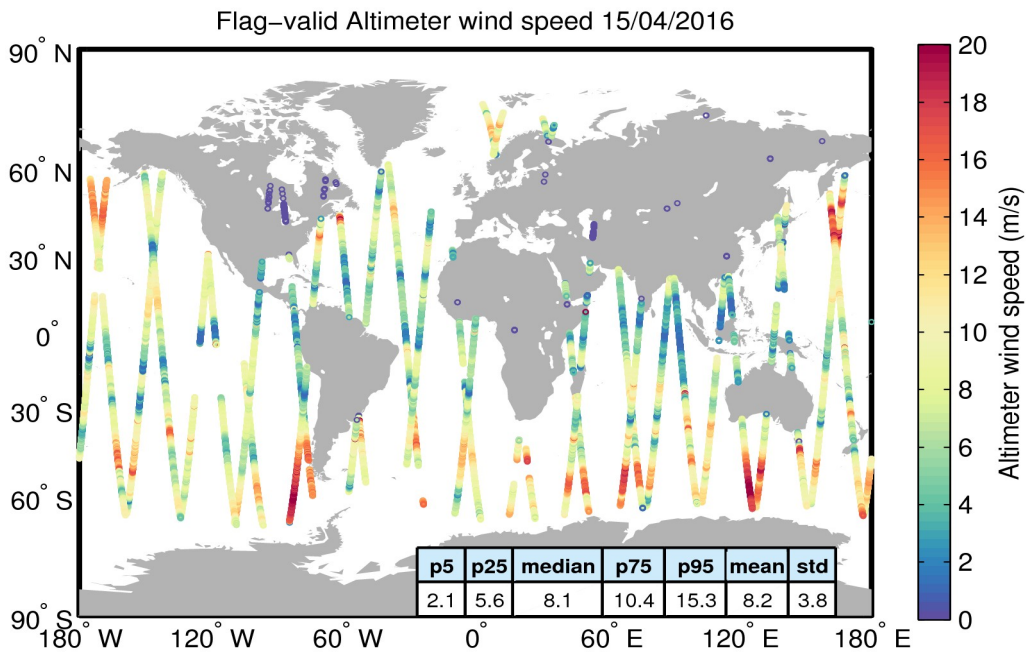 Flag−valid Altimeter wind speed 15/04/2016
90° N
60° N
30° N
0°
30° S
60° S
90° S
180° W
120° W
60° W
0°
60° E
120° E
180° E
p5 p25 median p75 p95 mean std
2.1 5.6 8.1 10.4 15.3 8.2 3.8
20
18
16
14
12
10
8
6
4
2
0
Altimeter wind speed (m/s)